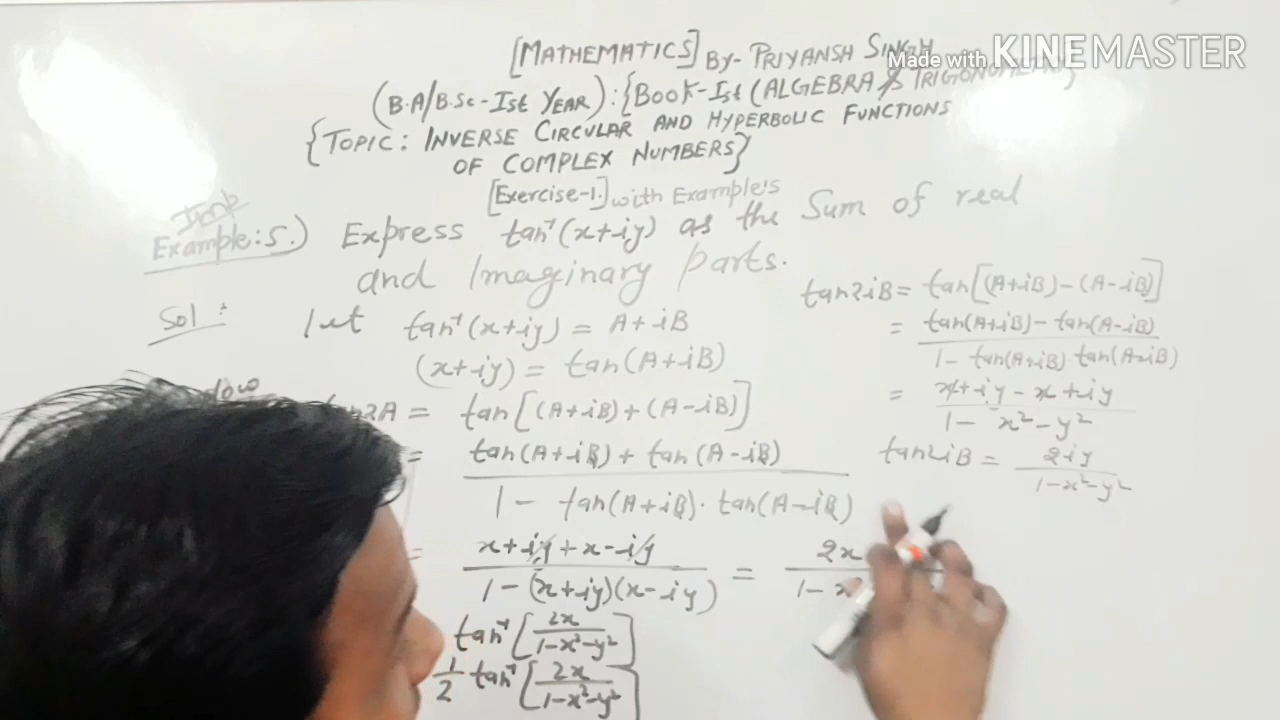 Made with KINEMASTER
[MATHEMATICS] By- PRIYANSH SINGH
(B.A/B.Sc-Ist YEAR):{BOOK-Ist (ALGEBRA & TRIGONOMETRY)
{TOPIC: INVERSE CIRCULAR AND HYPERBOLIC FUNCTIONS
OF COMPLEX NUMBERS}
[Exercise-1.] with Example's
Imp
Example:5.) Express tan⁻¹(x+iy) as the Sum of real
and Imaginary parts.
Sol: let tan⁻¹(x+iy) = A+iB
(x+iy) = tan(A+iB)
tan2A = tan[(A+iB)+(A-iB)]
= tan(A+iB) + tan(A-iB)
1 - tan(A+iB). tan(A-iB)
= x+iy+x-iy
1-(x+iy)(x-iy)
= 2x
1-x
tan⁻¹[2x/1-x²-y²]
1/2 tan⁻¹[2x/1-x²-y²]
tan2iB = tan[(A+iB)-(A-iB)]
= tan(A+iB) - tan(A-iB)
1- tan(A+iB).tan(A-iB)
= x+iy-x+iy
1- x²-y²
tan2iB = 2iy
1-x²-y²